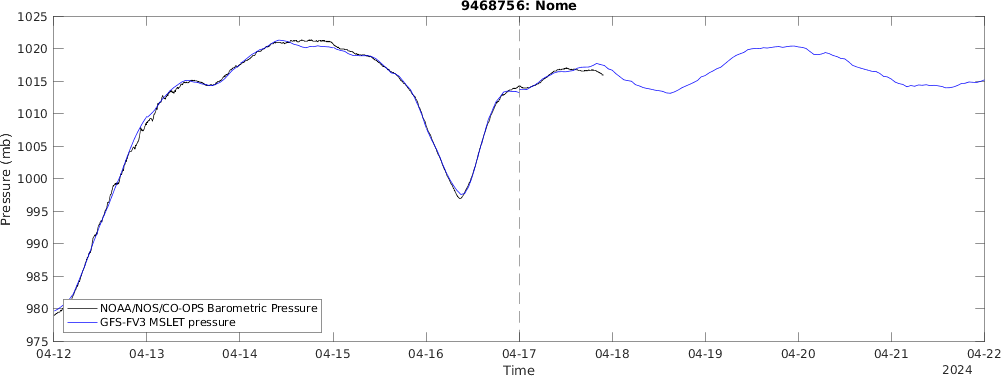 9468756: Nome
1025
1020
1015
1010
1005
1000
995
990
985
980
975
Pressure (mb)
NOAA/NOS/CO-OPS Barometric Pressure
GFS-FV3 MSLET pressure
04-12 04-13 04-14 04-15 04-16 04-17 04-18 04-19 04-20 04-21 04-22
Time
2024